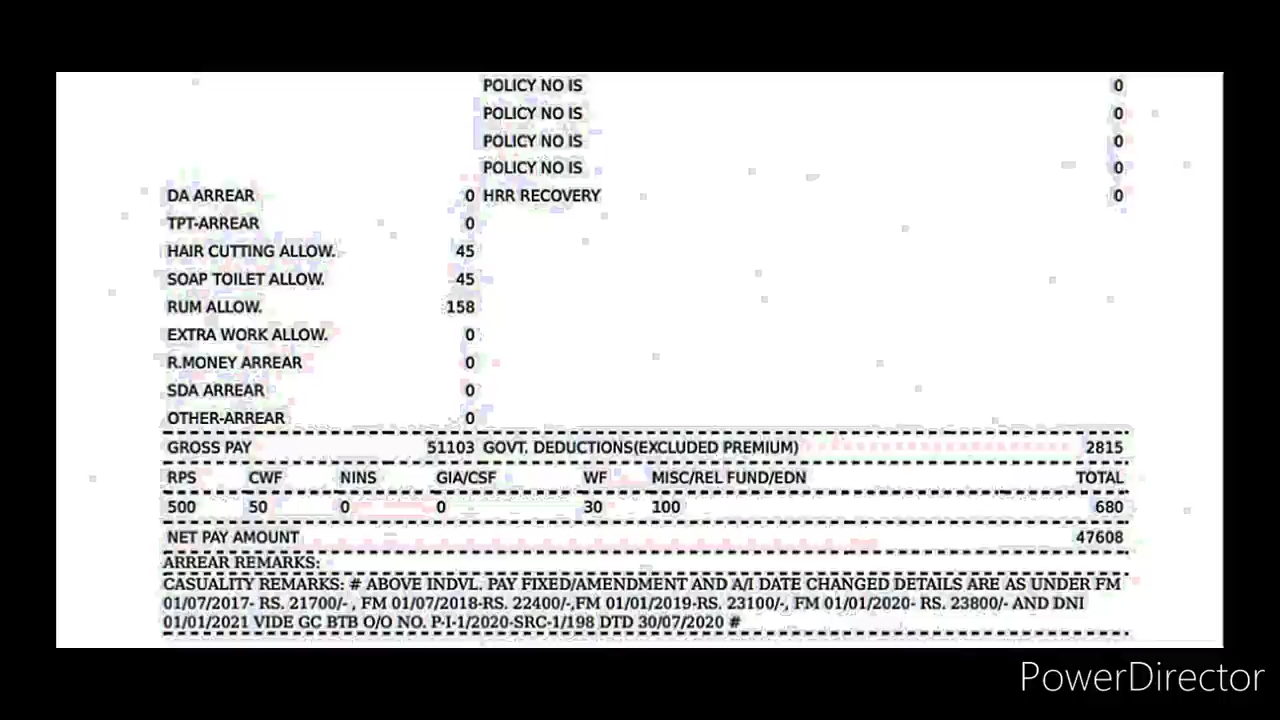 POLICY NO IS 0
POLICY NO IS 0
POLICY NO IS 0
POLICY NO IS 0
DA ARREAR 0 HRR RECOVERY 0
TPT-ARREAR 0
HAIR CUTTING ALLOW. 45
SOAP TOILET ALLOW. 45
RUM ALLOW. 158
EXTRA WORK ALLOW. 0
R.MONEY ARREAR 0
SDA ARREAR 0
OTHER-ARREAR 0
GROSS PAY 51103 GOVT. DEDUCTIONS(EXCLUDED PREMIUM) 2815
RPS CWF NINS GIA/CSF WF MISC/REL FUND/EDN TOTAL
500 50 0 0 30 100 680
NET PAY AMOUNT 47608
ARREAR REMARKS:
CASUALITY REMARKS: # ABOVE INDVL. PAY FIXED/AMENDMENT AND A/I DATE CHANGED DETAILS ARE AS UNDER FM
01/07/2017- RS. 21700/- , FM 01/07/2018-RS. 22400/-,FM 01/01/2019-RS. 23100/-, FM 01/01/2020- RS. 23800/- AND DNI
01/01/2021 VIDE GC BTB O/O NO. P-I-1/2020-SRC-1/198 DTD 30/07/2020 #
PowerDirector